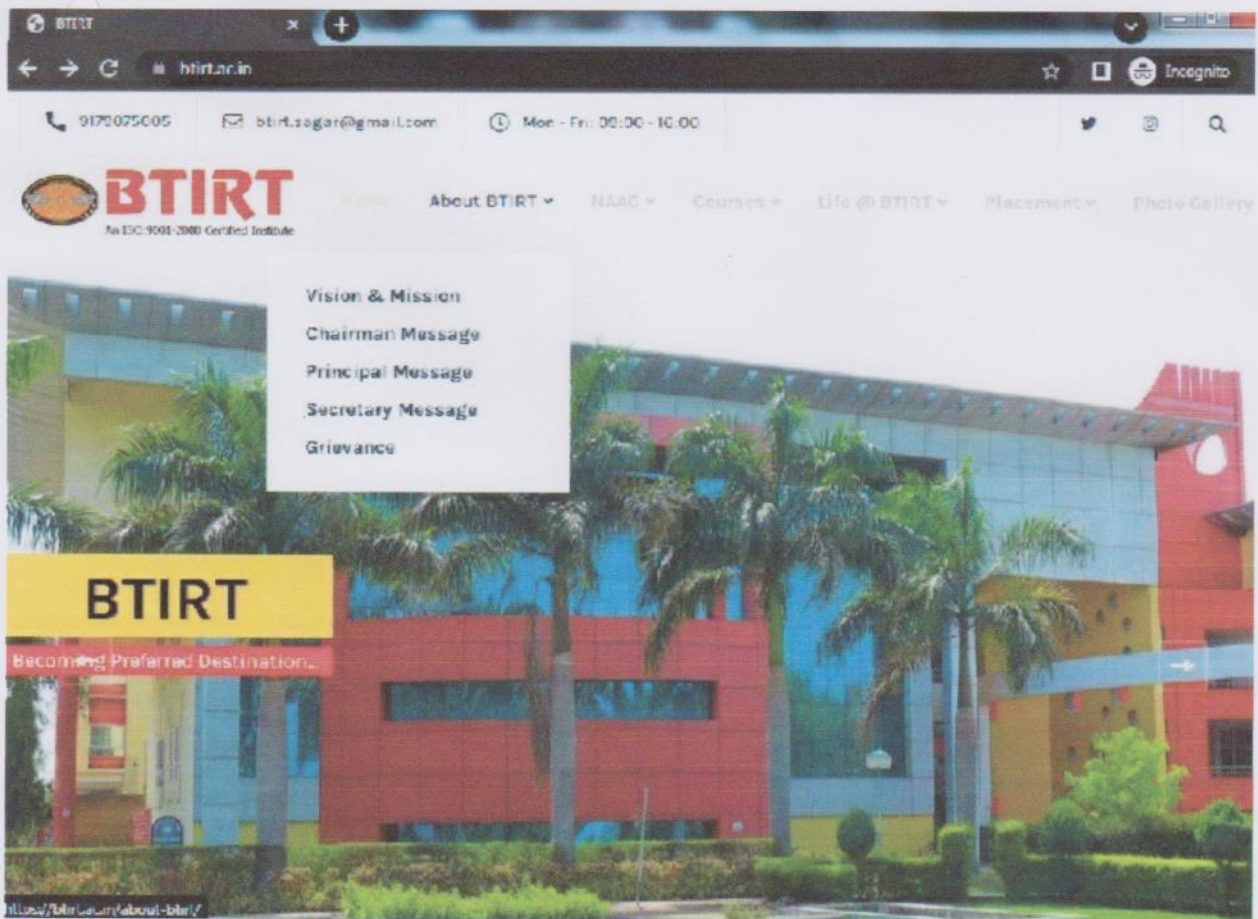 BTIRT
btirt.ac.in
Incognito
btirt.sagar@gmail.com
Mon - Fri: 09:00 - 16:00
BTIRT
An ISO:9001-2008 Certified Institute
Home
About BTIRT
NAAC
Courses
Life @ BTIRT
Placement
Photo Gallery
Vision & Mission
Chairman Message
Principal Message
Secretary Message
Grievance
BTIRT
Becoming Preferred Destination...
https://btirt.ac.in/about-btirt/